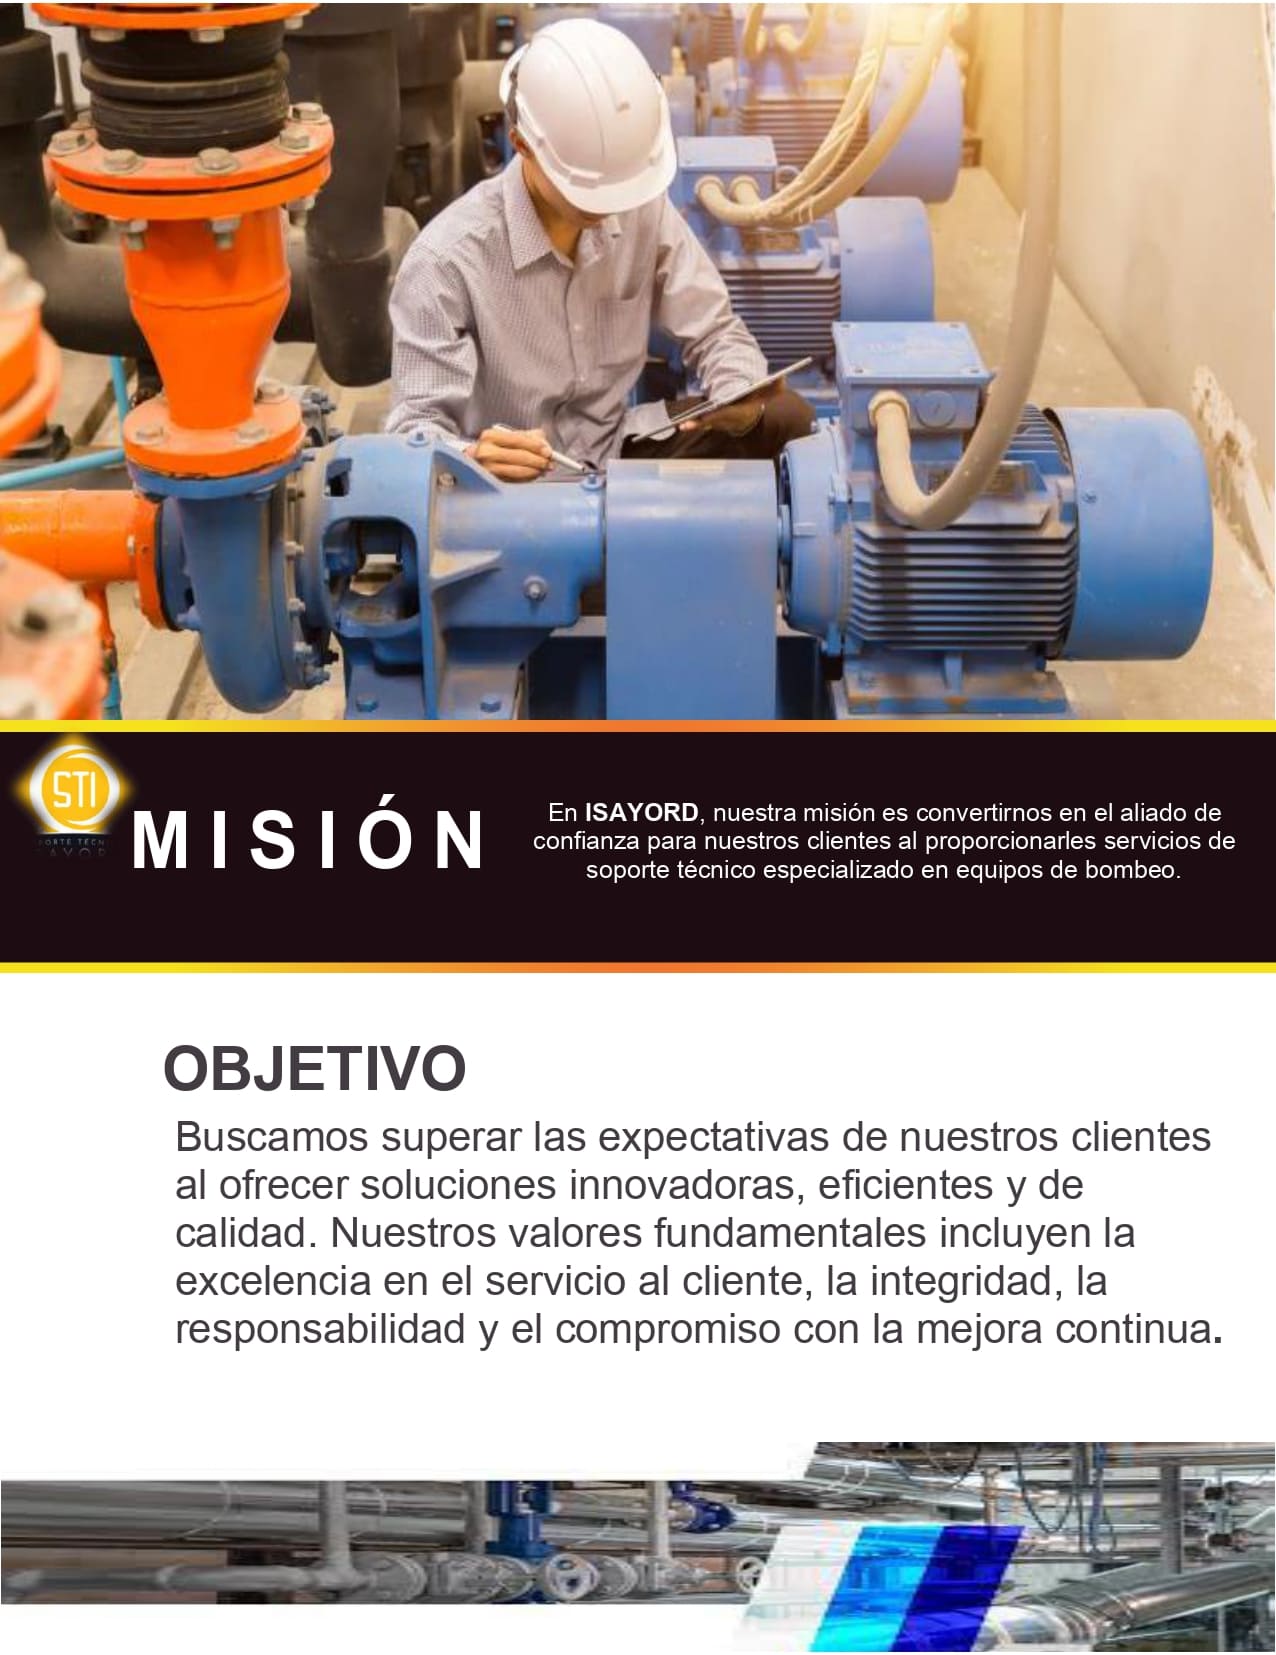 STI
MISIÓN
En ISAYORD, nuestra misión es convertirnos en el aliado de
confianza para nuestros clientes al proporcionarles servicios de
soporte técnico especializado en equipos de bombeo.
OBJETIVO
Buscamos superar las expectativas de nuestros clientes
al ofrecer soluciones innovadoras, eficientes y de
calidad. Nuestros valores fundamentales incluyen la
excelencia en el servicio al cliente, la integridad, la
responsabilidad y el compromiso con la mejora continua.